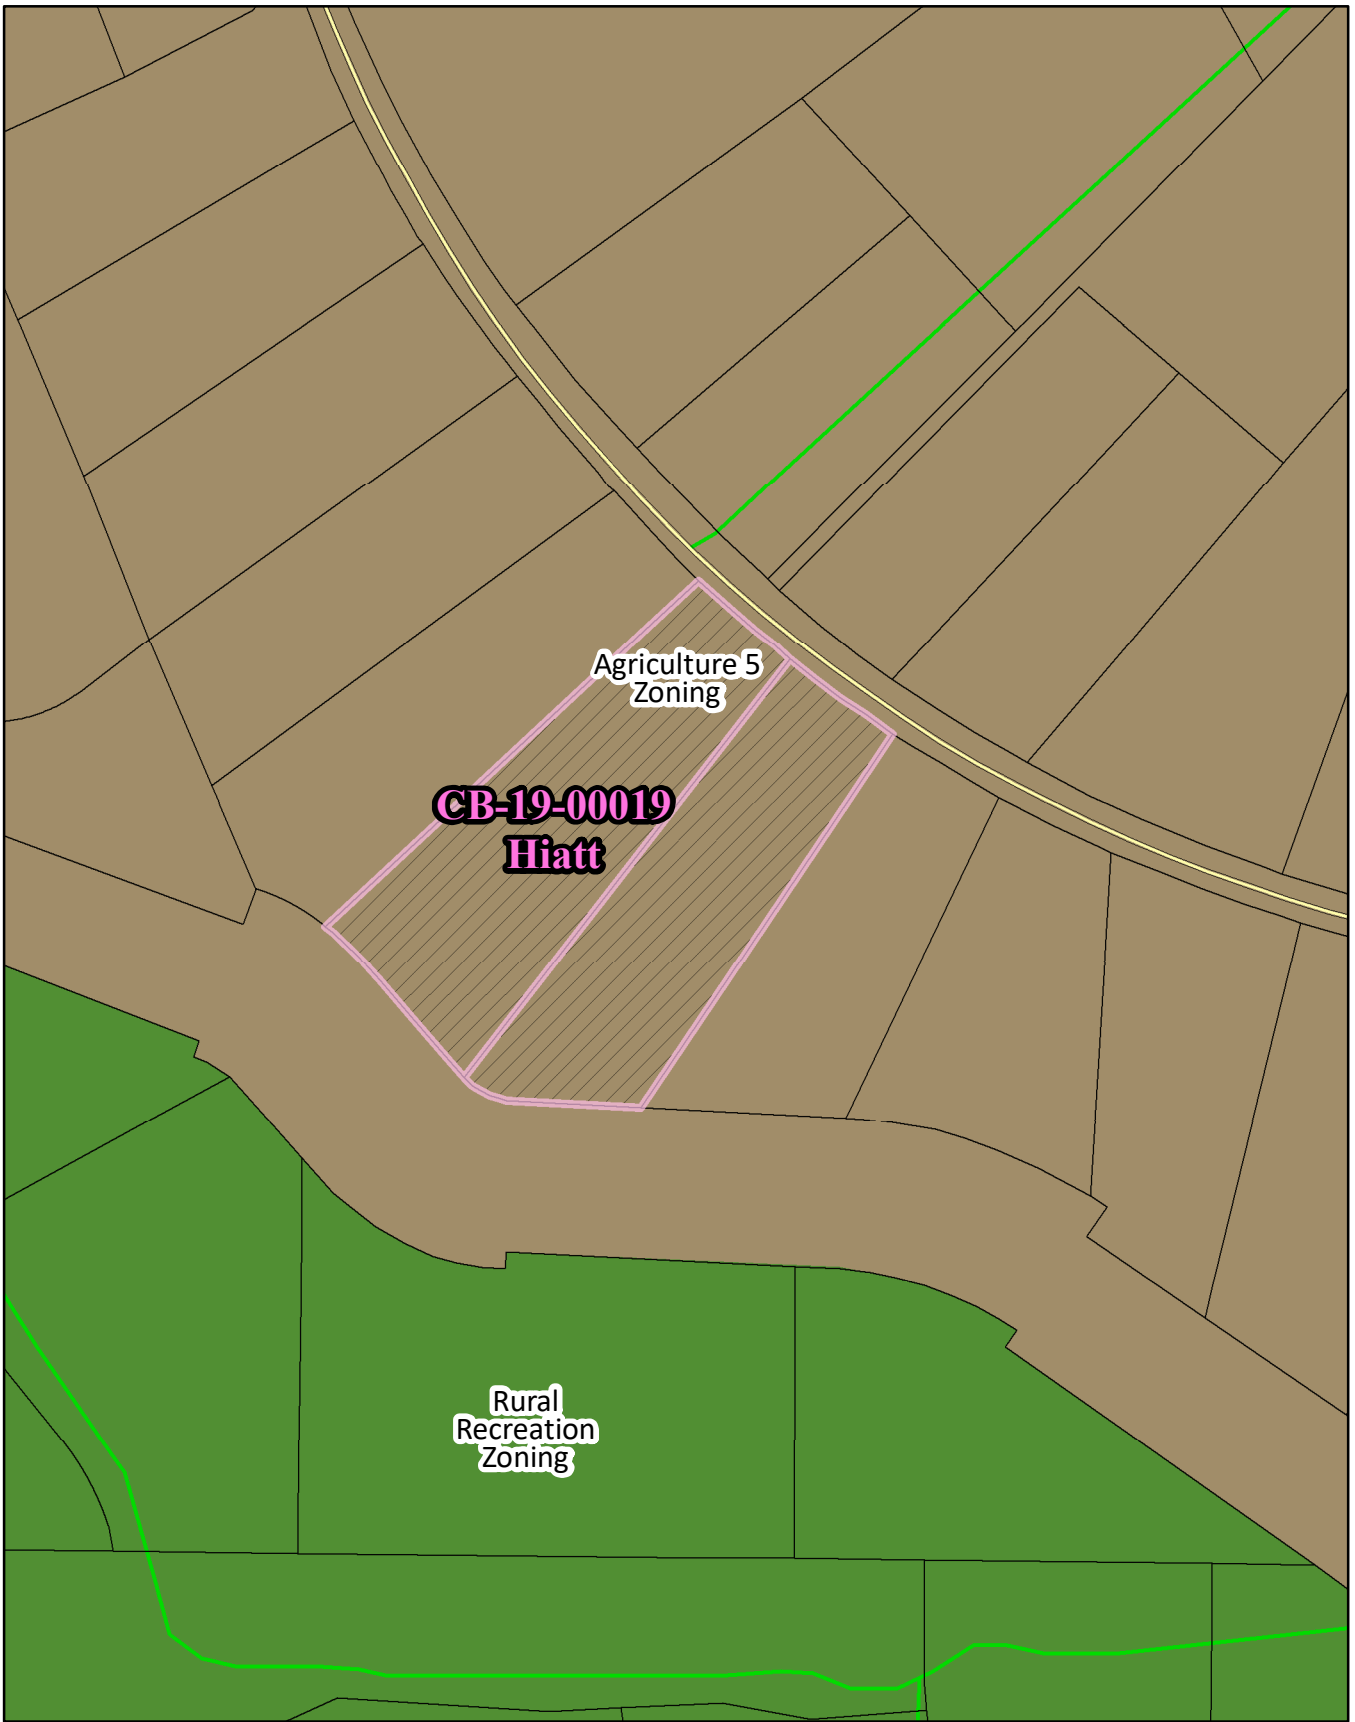 Agriculture 5
Zoning
CB-19-00019
Hiatt
Rural
Recreation
Zoning